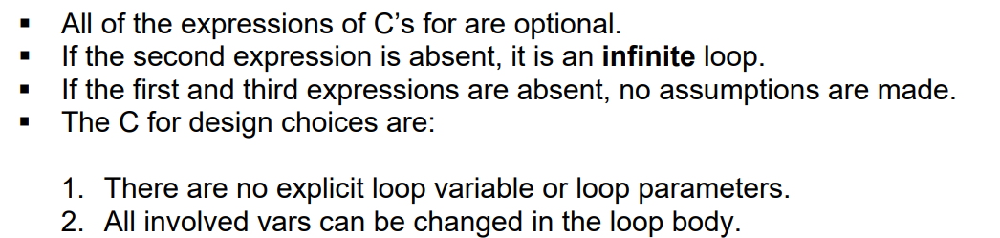 ▪ All of the expressions of C’s for are optional.
▪ If the second expression is absent, it is an infinite loop.
▪ If the first and third expressions are absent, no assumptions are made.
▪ The C for design choices are:
1. There are no explicit loop variable or loop parameters.
2. All involved vars can be changed in the loop body.